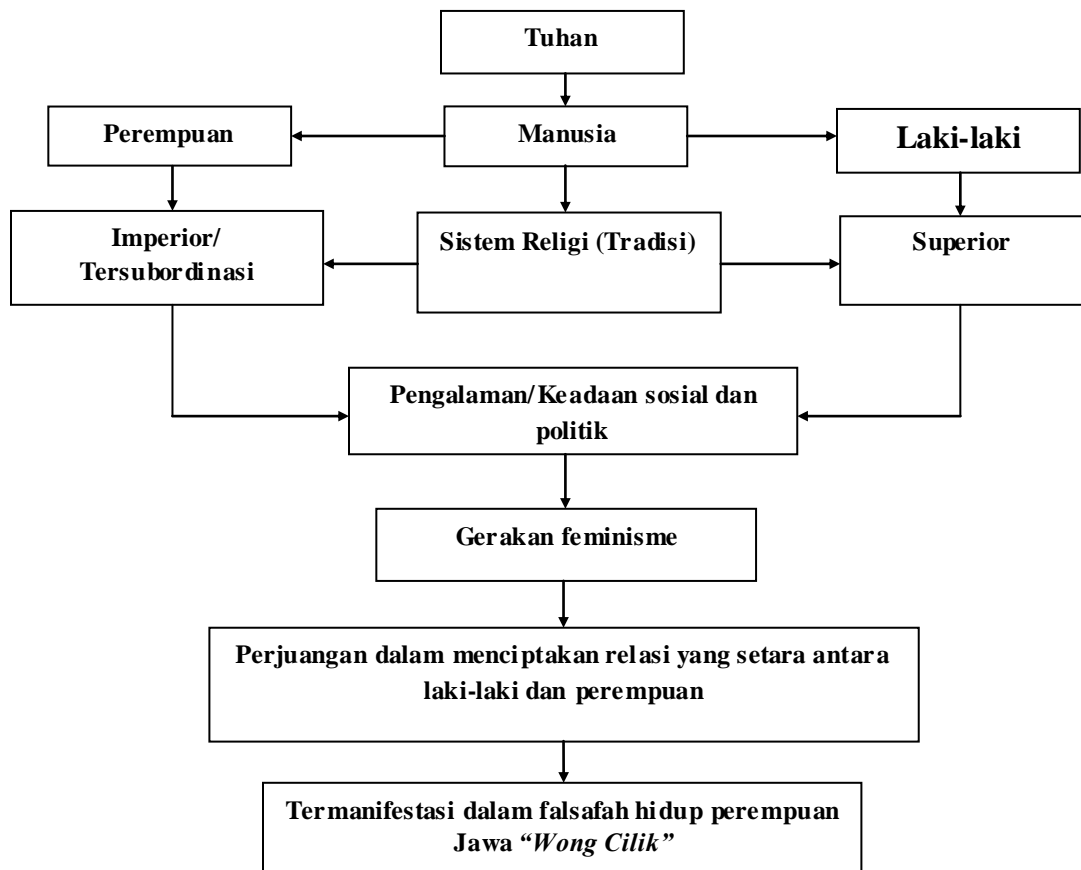 Tuhan
Perempuan
Manusia
Laki-laki
Imperior/
Tersubordinasi
Sistem Religi (Tradisi)
Superior
Pengalaman/Keadaan sosial dan
politik
Gerakan feminisme
Perjuangan dalam menciptakan relasi yang setara antara
laki-laki dan perempuan
Termanifestasi dalam falsafah hidup perempuan
Jawa “Wong Cilik”